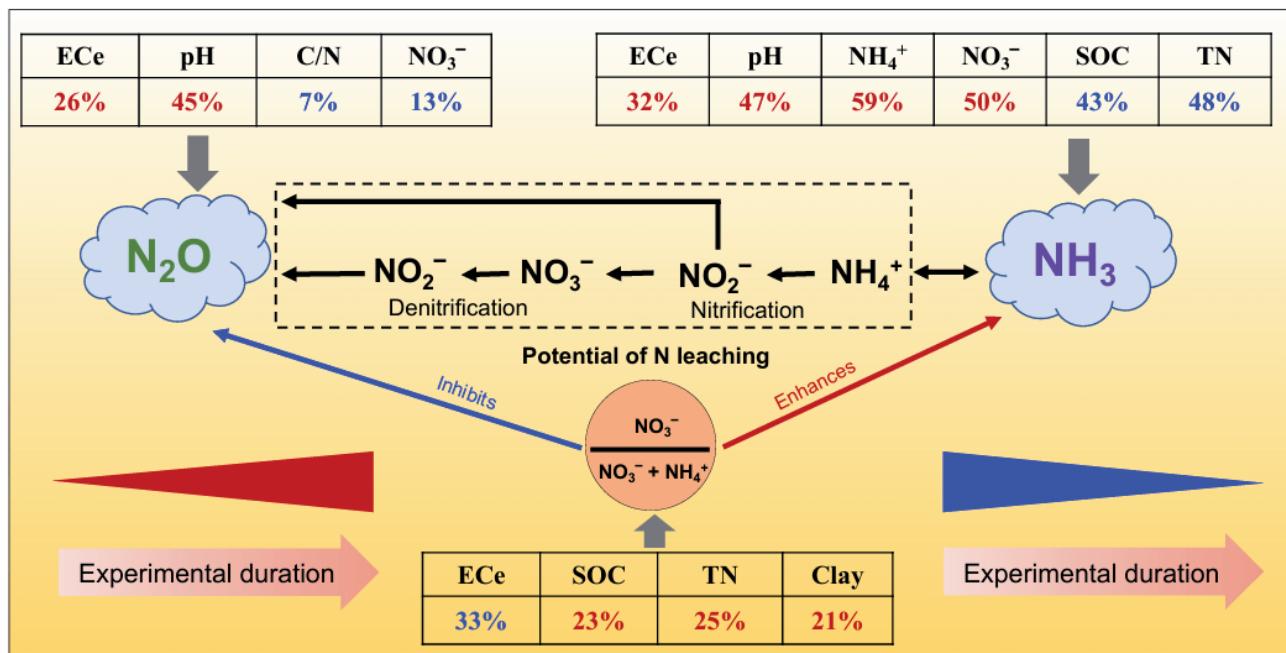 ECe pH C/N NO₃⁻
26% 45% 7% 13%
ECe pH NH₄⁺ NO₃⁻ SOC TN
32% 47% 59% 50% 43% 48%
N₂O
NO₂⁻ NO₃⁻ NO₂⁻ NH₄⁺
Denitrification Nitrification
NH₃
Potential of N leaching
Inhibits
Enhances
NO₃⁻
NO₃⁻ + NH₄⁺
Experimental duration
Experimental duration
ECe SOC TN Clay
33% 23% 25% 21%